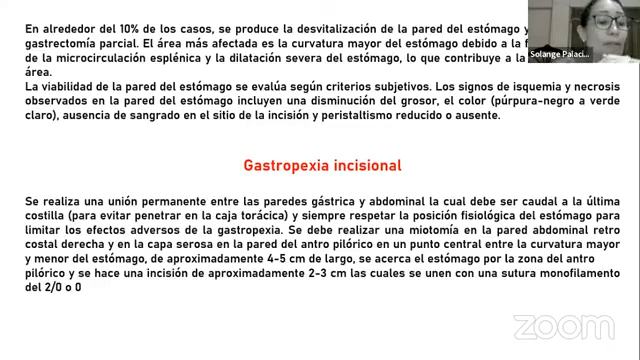 En alrededor del 10% de los casos, se produce la desvitalización de la pared del estómago y
gastrectomía parcial. El área más afectada es la curvatura mayor del estómago debido a la
de la microcirculación esplénica y la dilatación severa del estómago, lo que contribuye a la
área.
La viabilidad de la pared del estómago se evalúa según criterios subjetivos. Los signos de isquemia y necrosis
observados en la pared del estómago incluyen una disminución del grosor, el color (púrpura-negro a verde
claro), ausencia de sangrado en el sitio de la incisión y peristaltismo reducido o ausente.
Solange Palaci...
Gastropexia incisional
Se realiza una unión permanente entre las paredes gástrica y abdominal la cual debe ser caudal a la última
costilla (para evitar penetrar en la caja torácica) y siempre respetar la posición fisiológica del estómago para
limitar los efectos adversos de la gastropexia. Se debe realizar una miotomía en la pared abdominal retro
costal derecha y en la capa serosa en la pared del antro pilórico en un punto central entre la curvatura mayor
y menor del estómago, de aproximadamente 4-5 cm de largo, se acerca el estómago por la zona del antro
pilórico y se hace una incisión de aproximadamente 2-3 cm las cuales se unen con una sutura monofilamento
del 2/0 o 0
zoom